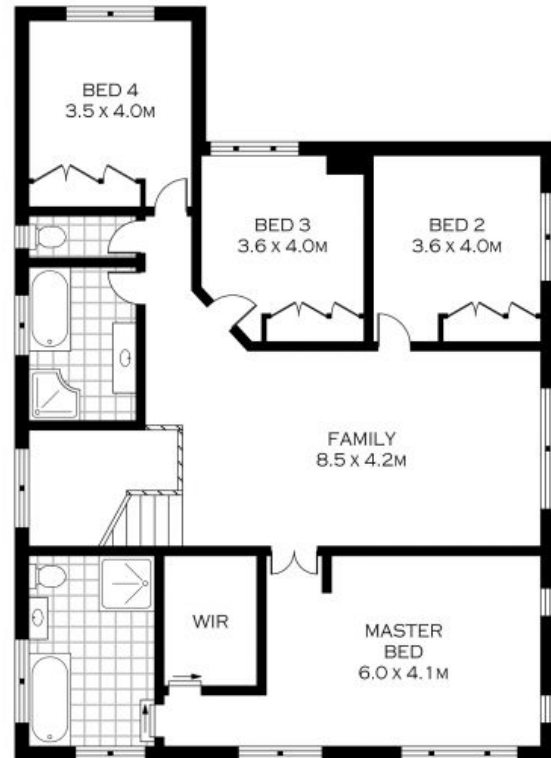 BED 4
3.5 X 4.0M
BED 3
3.6 X 4.0M
BED 2
3.6 X 4.0M
FAMILY
8.5 X 4.2M
WIR
MASTER
BED
6.0 X 4.1M